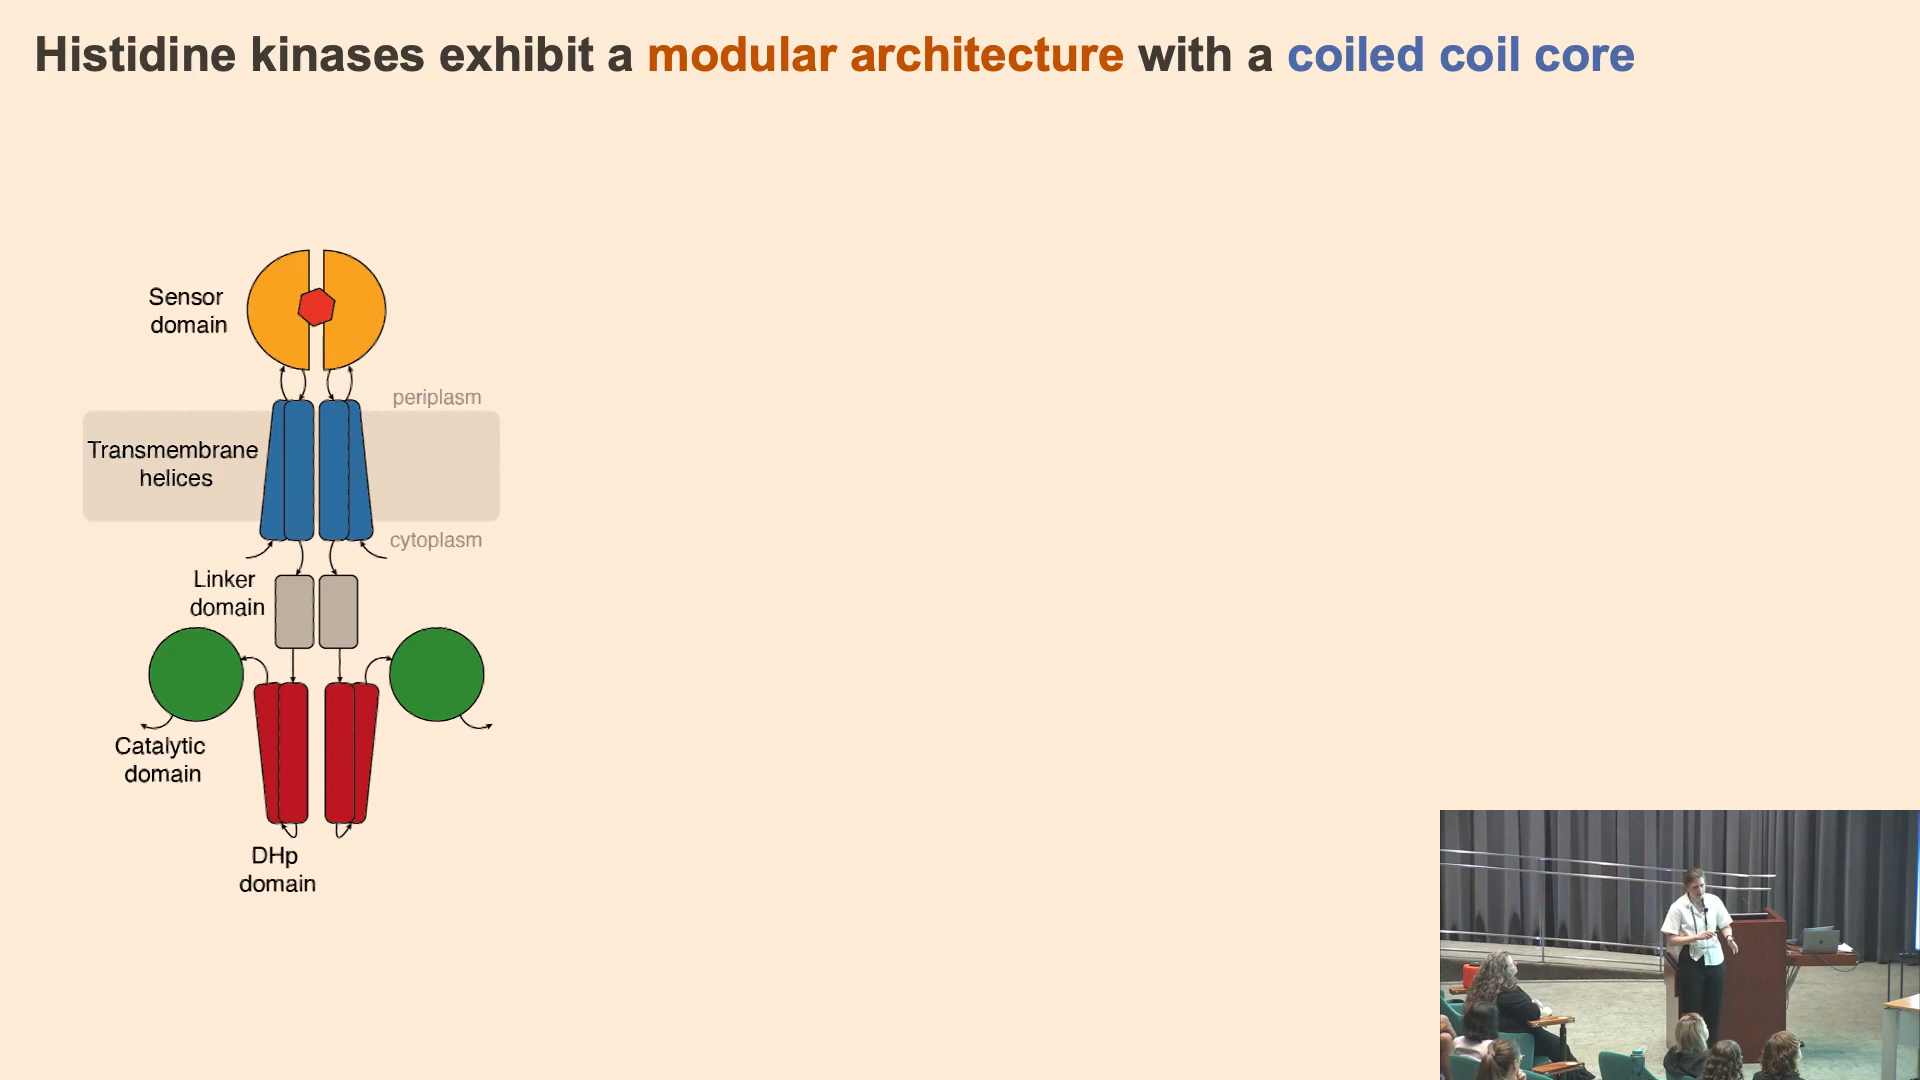 Histidine kinases exhibit a modular architecture with a coiled coil core
Sensor
domain
periplasm
Transmembrane
helices
cytoplasm
Linker
domain
Catalytic
domain
DHp
domain